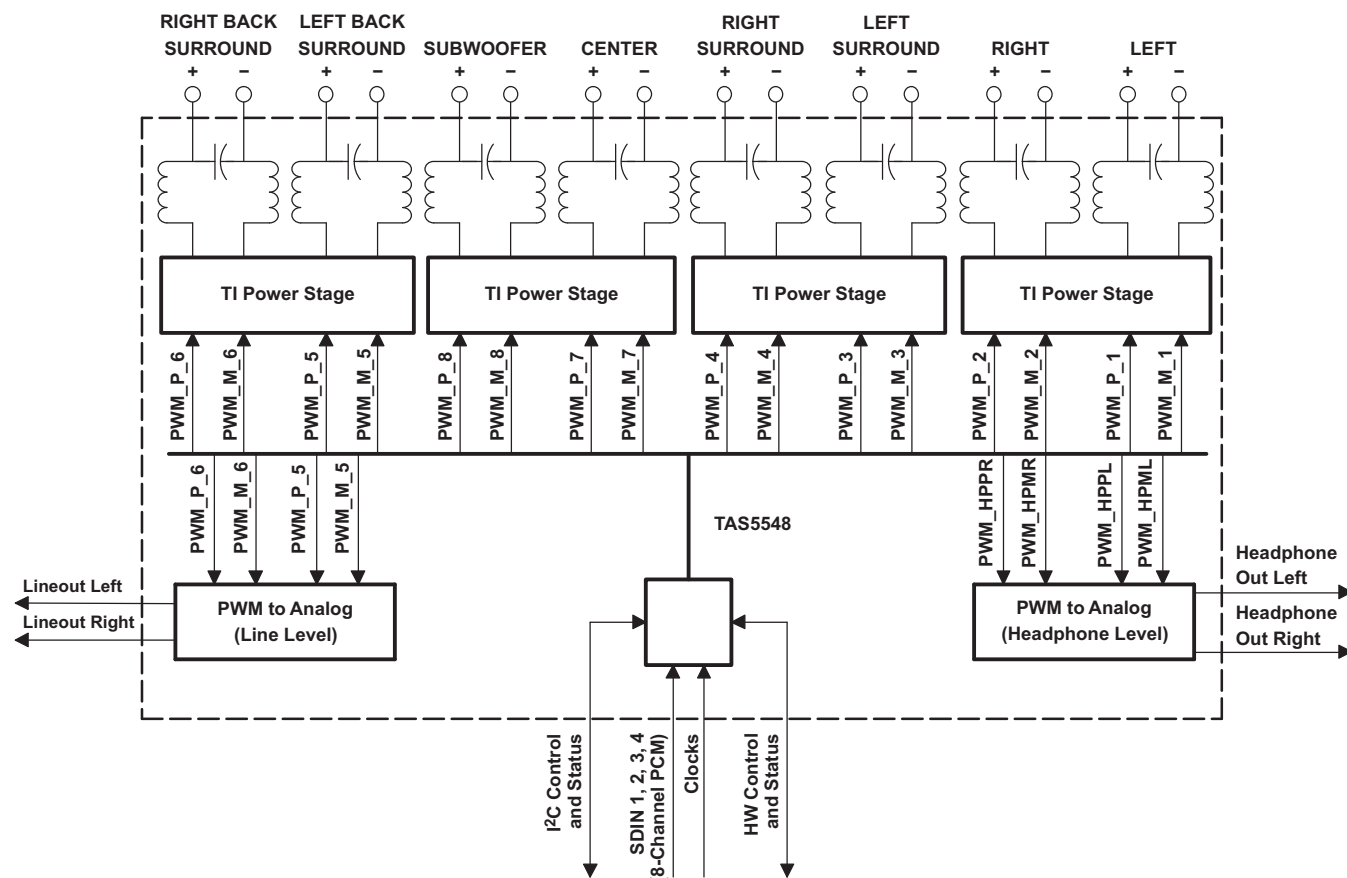 RIGHT BACK
SURROUND
LEFT BACK
SURROUND
SUBWOOFER
CENTER
RIGHT
SURROUND
LEFT
SURROUND
RIGHT
LEFT
+ − + − + − + − + − + − + − + −
TI Power Stage
TI Power Stage
TI Power Stage
TI Power Stage
PWM_P_6
PWM_M_6
PWM_P_5
PWM_M_5
PWM_P_8
PWM_M_8
PWM_P_7
PWM_M_7
PWM_P_4
PWM_M_4
PWM_P_3
PWM_M_3
PWM_P_2
PWM_M_2
PWM_P_1
PWM_M_1
PWM_P_6
PWM_M_6
PWM_P_5
PWM_M_5
TAS5548
PWM_HPPR
PWM_HPMR
PWM_HPPL
PWM_HPML
Lineout Left
Lineout Right
PWM to Analog
(Line Level)
PWM to Analog
(Headphone Level)
Headphone
Out Left
Headphone
Out Right
I²C Control
and Status
SDIN 1, 2, 3, 4
(8-Channel PCM)
Clocks
HW Control
and Status